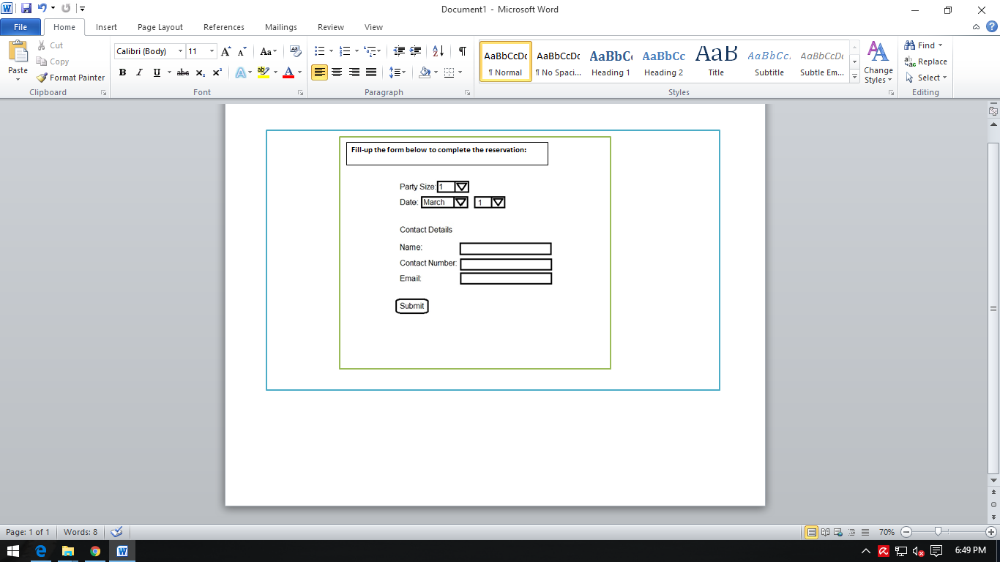 Document1 - Microsoft Word
File Home Insert Page Layout References Mailings Review View
Paste
Cut
Copy
Format Painter
Clipboard
Calibri (Body) 11
Font
Paragraph
AaBbCcDc AaBbCcDc AaBbC AaBbCc AaB AaBbCc. AaBbCcDc
¶ Normal ¶ No Spaci... Heading 1 Heading 2 Title Subtitle Subtle Em...
Styles
Change
Styles
Find
Replace
Select
Editing
Fill-up the form below to complete the reservation:
Party Size: 1
Date: March 1
Contact Details
Name:
Contact Number:
Email:
Submit
Page: 1 of 1 Words: 8
70%
6:49 PM